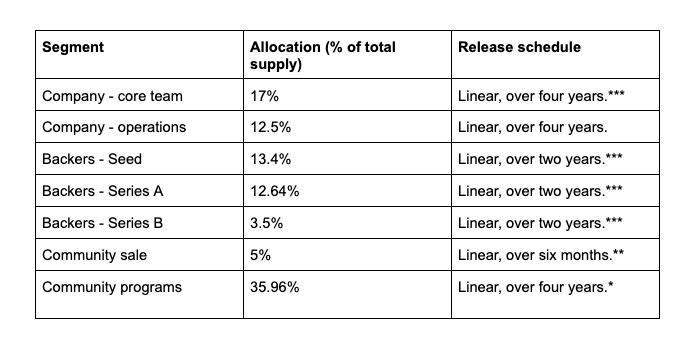 Segment Allocation (% of total supply) Release schedule
Company - core team 17% Linear, over four years.***
Company - operations 12.5% Linear, over four years.
Backers - Seed 13.4% Linear, over two years.***
Backers - Series A 12.64% Linear, over two years.***
Backers - Series B 3.5% Linear, over two years.***
Community sale 5% Linear, over six months.**
Community programs 35.96% Linear, over four years.*